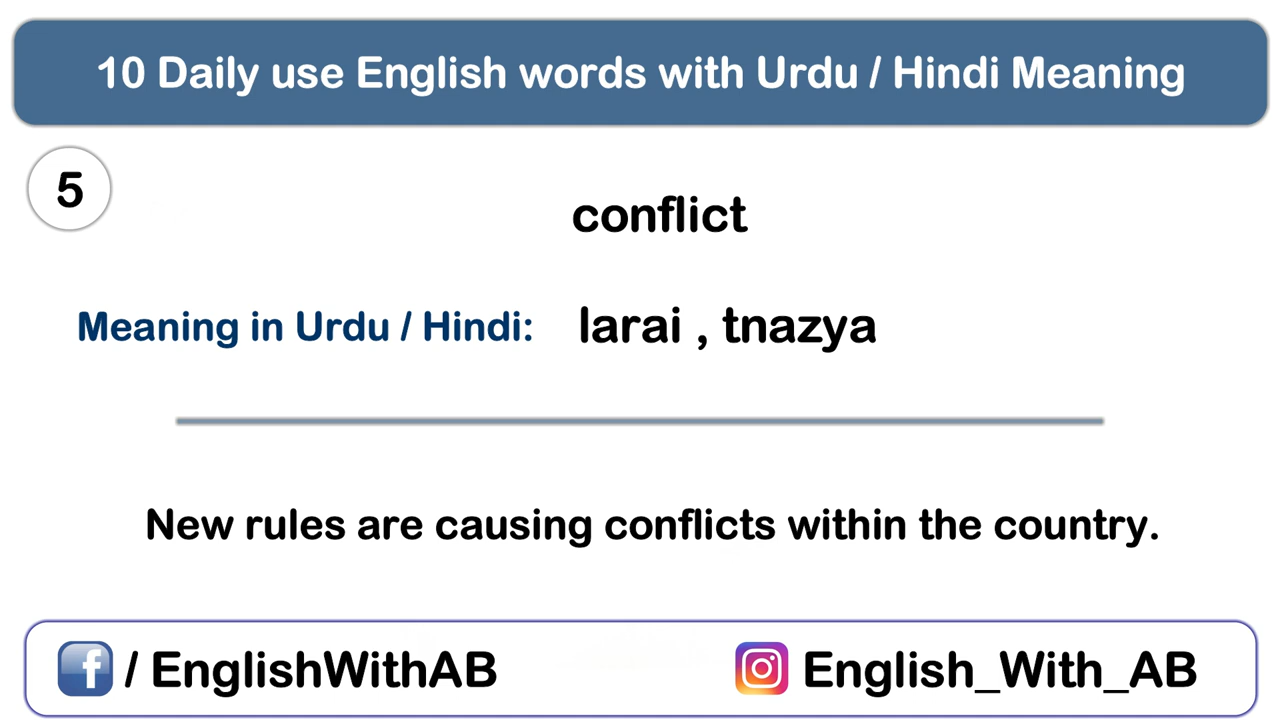 10 Daily use English words with Urdu / Hindi Meaning
5
conflict
Meaning in Urdu / Hindi: larai , tnazya
New rules are causing conflicts within the country.
/ EnglishWithAB English_With_AB